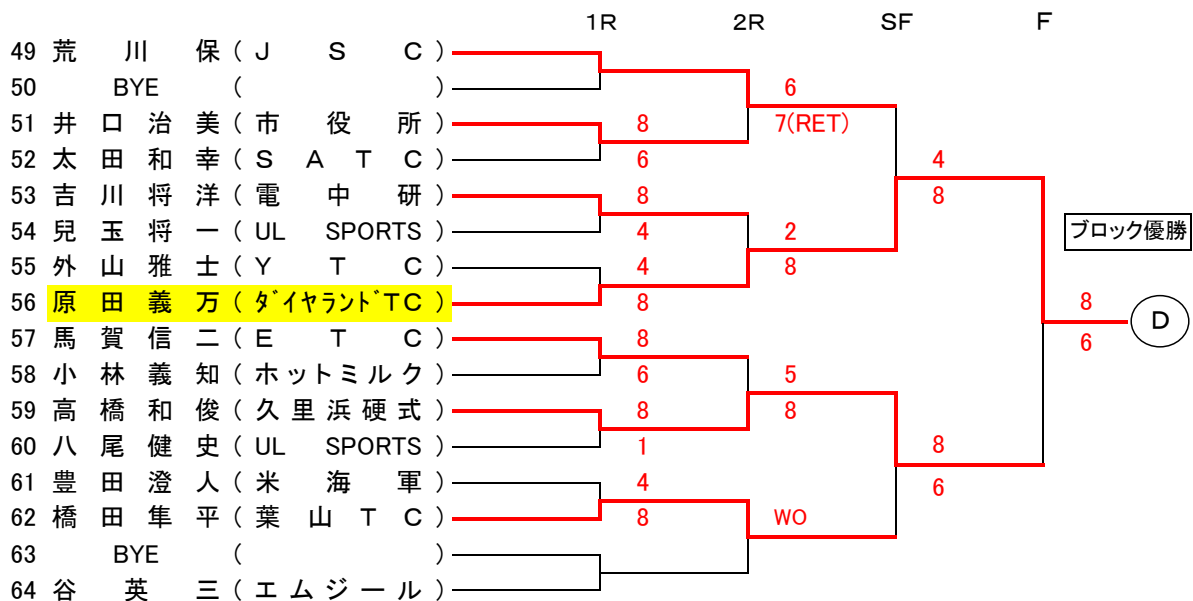 1R 2R SF F
49 荒川保(JSC)
50 BYE ( )
6
51 井口治美(市役所) 8 7(RET)
52 太田和幸(SATC) 6 4
53 吉川将洋(電中研) 8 8
54 兒玉将一(UL SPORTS) 4 2 ブロック優勝
55 外山雅士(YTC) 4 8
56 原田義万(ダイヤランドTC) 8 8
D
57 馬賀信二(ETC) 8 6
58 小林義知(ホットミルク) 6 5
59 高橋和俊(久里浜硬式) 8 8
60 八尾健史(UL SPORTS) 1 8
61 豊田澄人(米海軍) 4 6
62 橋田隼平(葉山TC) 8 WO
63 BYE ( )
64 谷英三(エムジール)